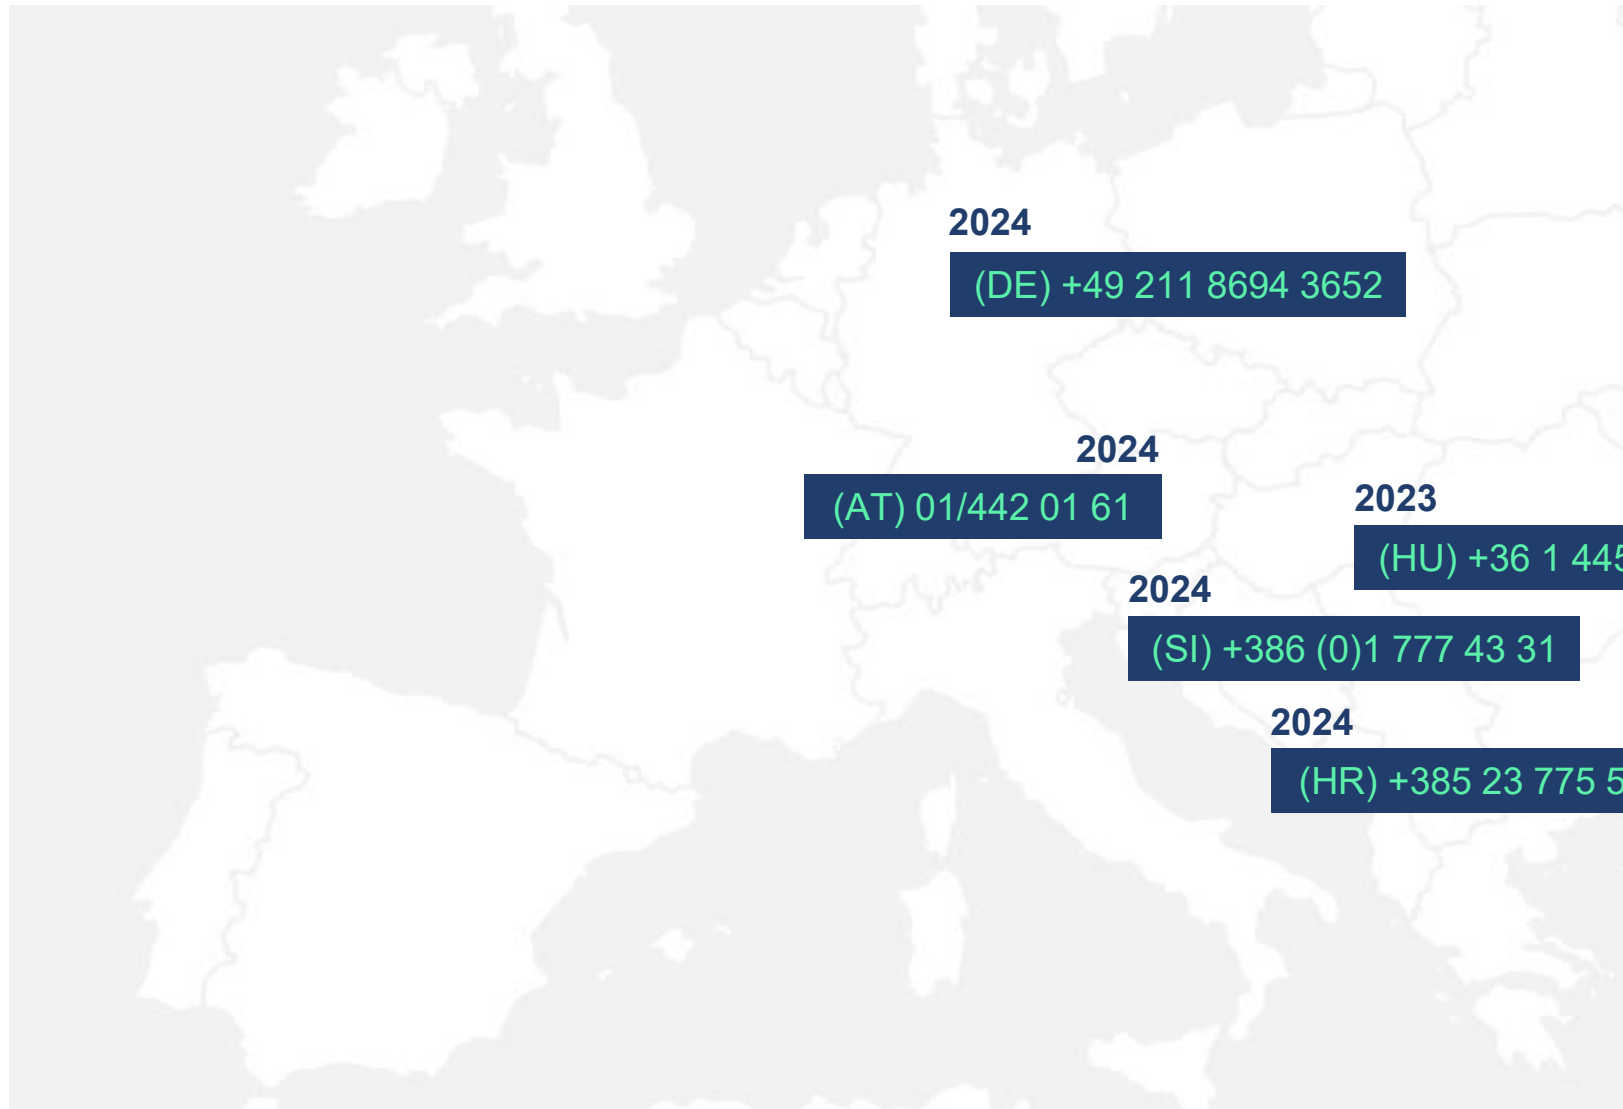 2024
(DE) +49 211 8694 3652
2024
(AT) 01/442 01 61
2023
(HU) +36 1 445
2024
(SI) +386 (0)1 777 43 31
2024
(HR) +385 23 775 5